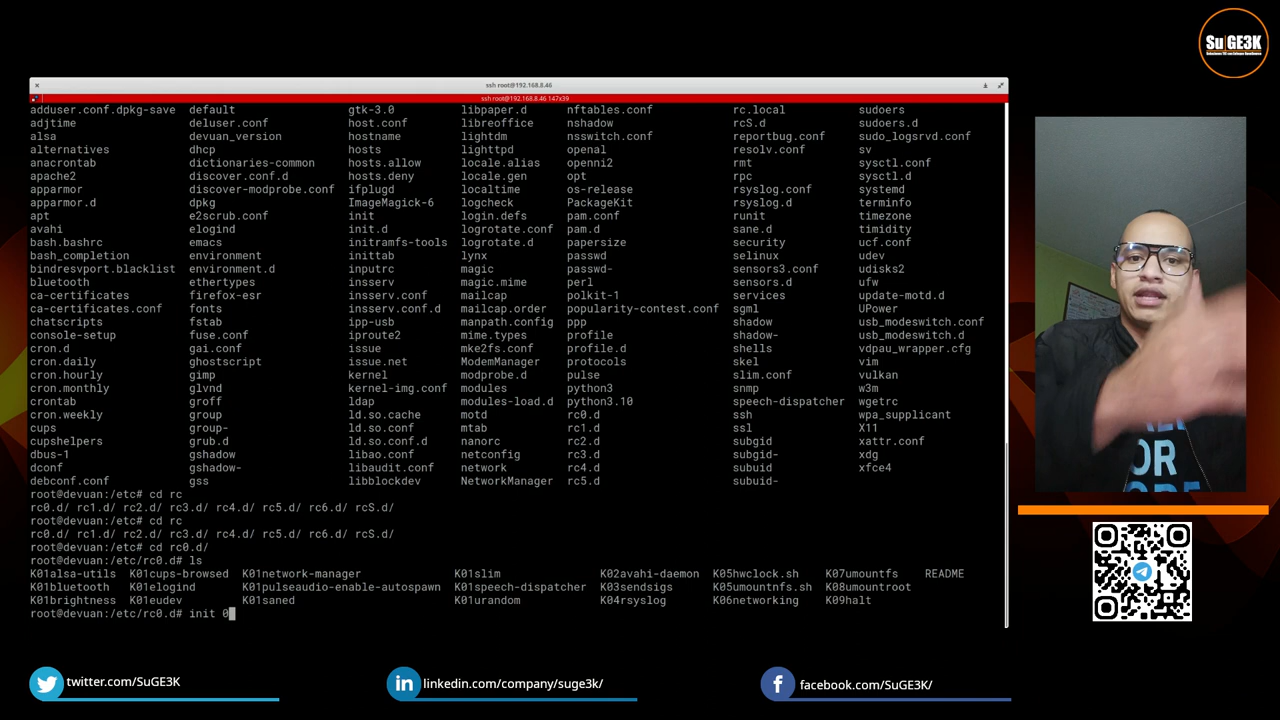 SuGE3K
ssh root@192.168.8.46
ssh root@192.168.8.46 147x39
adduser.conf.dpkg-save default gtk-3.0 libpaper.d nftables.conf rc.local sudoers
adjtime deluser.conf host.conf libreoffice nshadow rcS.d sudoers.d
alsa devuan_version hostname lightdm nsswitch.conf reportbug.conf sudo_logsrvd.conf
alternatives dhcp hosts lighttpd openal resolv.conf sv
anacrontab dictionaries-common hosts.allow locale.alias openni2 rmt sysctl.conf
apache2 discover.conf.d hosts.deny locale.gen opt rpc sysctl.d
apparmor discover-modprobe.conf ifplugd localtime os-release rsyslog.conf systemd
apparmor.d dpkg ImageMagick-6 logcheck PackageKit rsyslog.d terminfo
apt e2scrub.conf init login.defs pam.conf runit timezone
avahi elogind init.d logrotate.conf pam.d sane.d timidity
bash.bashrc emacs initramfs-tools logrotate.d papersize security ucf.conf
bash_completion environment inittab lynx passwd selinux udev
bindresvport.blacklist environment.d inputrc magic passwd- sensors3.conf udisks2
bluetooth ethertypes insserv magic.mime perl sensors.d ufw
ca-certificates firefox-esr insserv.conf mailcap polkit-1 services update-motd.d
ca-certificates.conf fonts insserv.conf.d mailcap.order popularity-contest.conf sgml UPower
chatscripts fstab ipp-usb manpath.config ppp shadow usb_modeswitch.conf
console-setup fuse.conf iproute2 mime.types profile shadow- usb_modeswitch.d
cron.d gai.conf issue mke2fs.conf profile.d shells vdpau_wrapper.cfg
cron.daily ghostscript issue.net ModemManager protocols skel vim
cron.hourly gimp kernel modprobe.d pulse slim.conf vulkan
cron.monthly glvnd kernel-img.conf modules python3 snmp w3m
crontab groff ldap modules-load.d python3.10 speech-dispatcher wgetrc
cron.weekly group ld.so.cache motd rc0.d ssh wpa_supplicant
cups group- ld.so.conf mtab rc1.d ssl X11
cupshelpers grub.d ld.so.conf.d nanorc rc2.d subgid xattr.conf
dbus-1 gshadow libao.conf netconfig rc3.d subgid- xdg
dconf gshadow- libaudit.conf network rc4.d subuid xfce4
debconf.conf gss libblockdev NetworkManager rc5.d subuid-
root@devuan:/etc# cd rc
rc0.d/ rc1.d/ rc2.d/ rc3.d/ rc4.d/ rc5.d/ rc6.d/ rcS.d/
root@devuan:/etc# cd rc
rc0.d/ rc1.d/ rc2.d/ rc3.d/ rc4.d/ rc5.d/ rc6.d/ rcS.d/
root@devuan:/etc# cd rc0.d/
root@devuan:/etc/rc0.d# ls
K01alsa-utils K01cups-browsed K01network-manager K01slim K02avahi-daemon K05hwclock.sh K07umountfs README
K01bluetooth K01elogind K01pulseaudio-enable-autospawn K01speech-dispatcher K03sendsigs K05umountnfs.sh K08umountroot
K01brightness K01eudev K01saned K01urandom K04rsyslog K06networking K09halt
root@devuan:/etc/rc0.d# init 0
OR
twitter.com/SuGE3K
linkedin.com/company/suge3k/
facebook.com/SuGE3K/